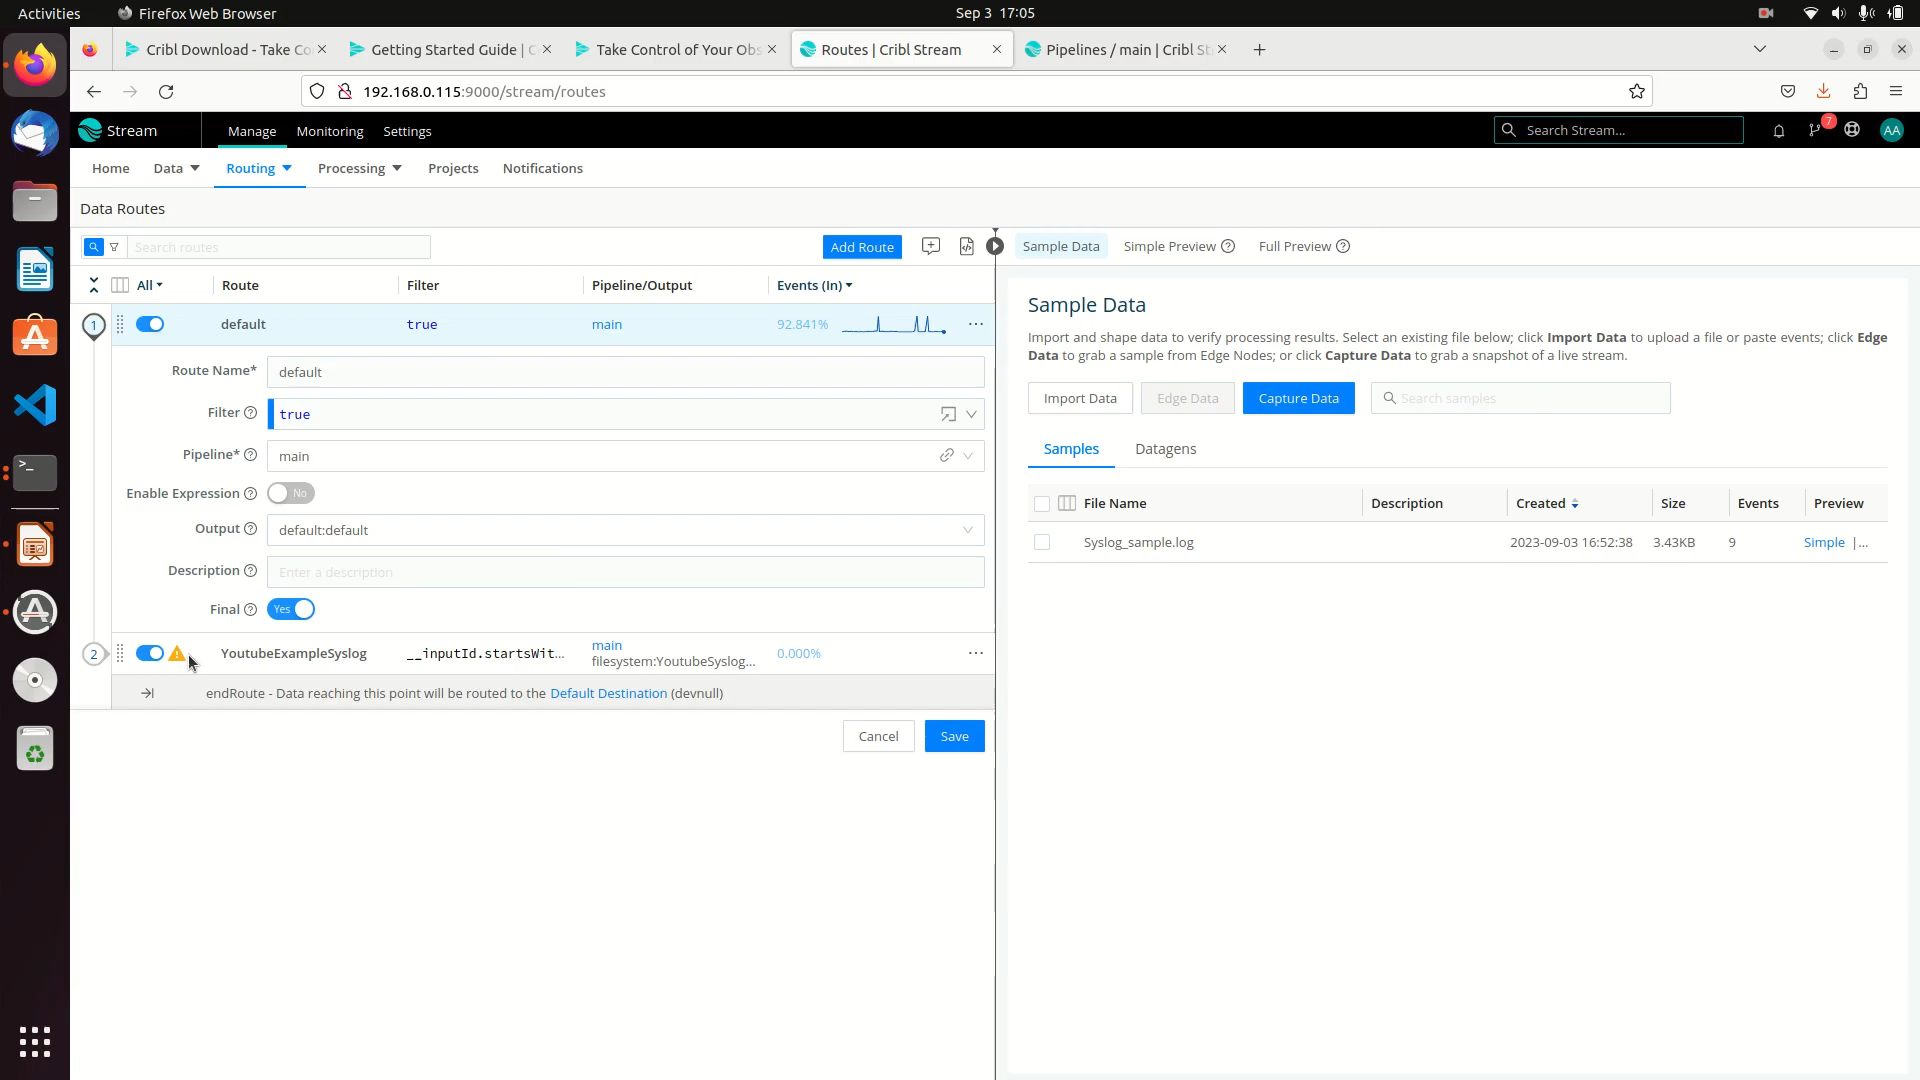 Activities
Firefox Web Browser
Sep 3 17:05
Cribl Download - Take Co
Getting Started Guide | C
Take Control of Your Obs
Routes | Cribl Stream
Pipelines / main | Cribl St
192.168.0.115:9000/stream/routes
Stream
Manage
Monitoring
Settings
Search Stream...
7
AA
Home
Data
Routing
Processing
Projects
Notifications
Data Routes
Search routes
Add Route
Sample Data
Simple Preview
Full Preview
All
Route
Filter
Pipeline/Output
Events (In)
1
default
true
main
92.841%
Route Name*
default
Filter
true
Pipeline*
main
Enable Expression
No
Output
default:default
Description
Enter a description
Final
Yes
2
YoutubeExampleSyslog
__inputId.startsWit...
main
filesystem:YoutubeSyslog...
0.000%
endRoute - Data reaching this point will be routed to the Default Destination (devnull)
Cancel
Save
Sample Data
Import and shape data to verify processing results. Select an existing file below; click Import Data to upload a file or paste events; click Edge
Data to grab a sample from Edge Nodes; or click Capture Data to grab a snapshot of a live stream.
Import Data
Edge Data
Capture Data
Search samples
Samples
Datagens
File Name
Description
Created
Size
Events
Preview
Syslog_sample.log
2023-09-03 16:52:38
3.43KB
9
Simple |...